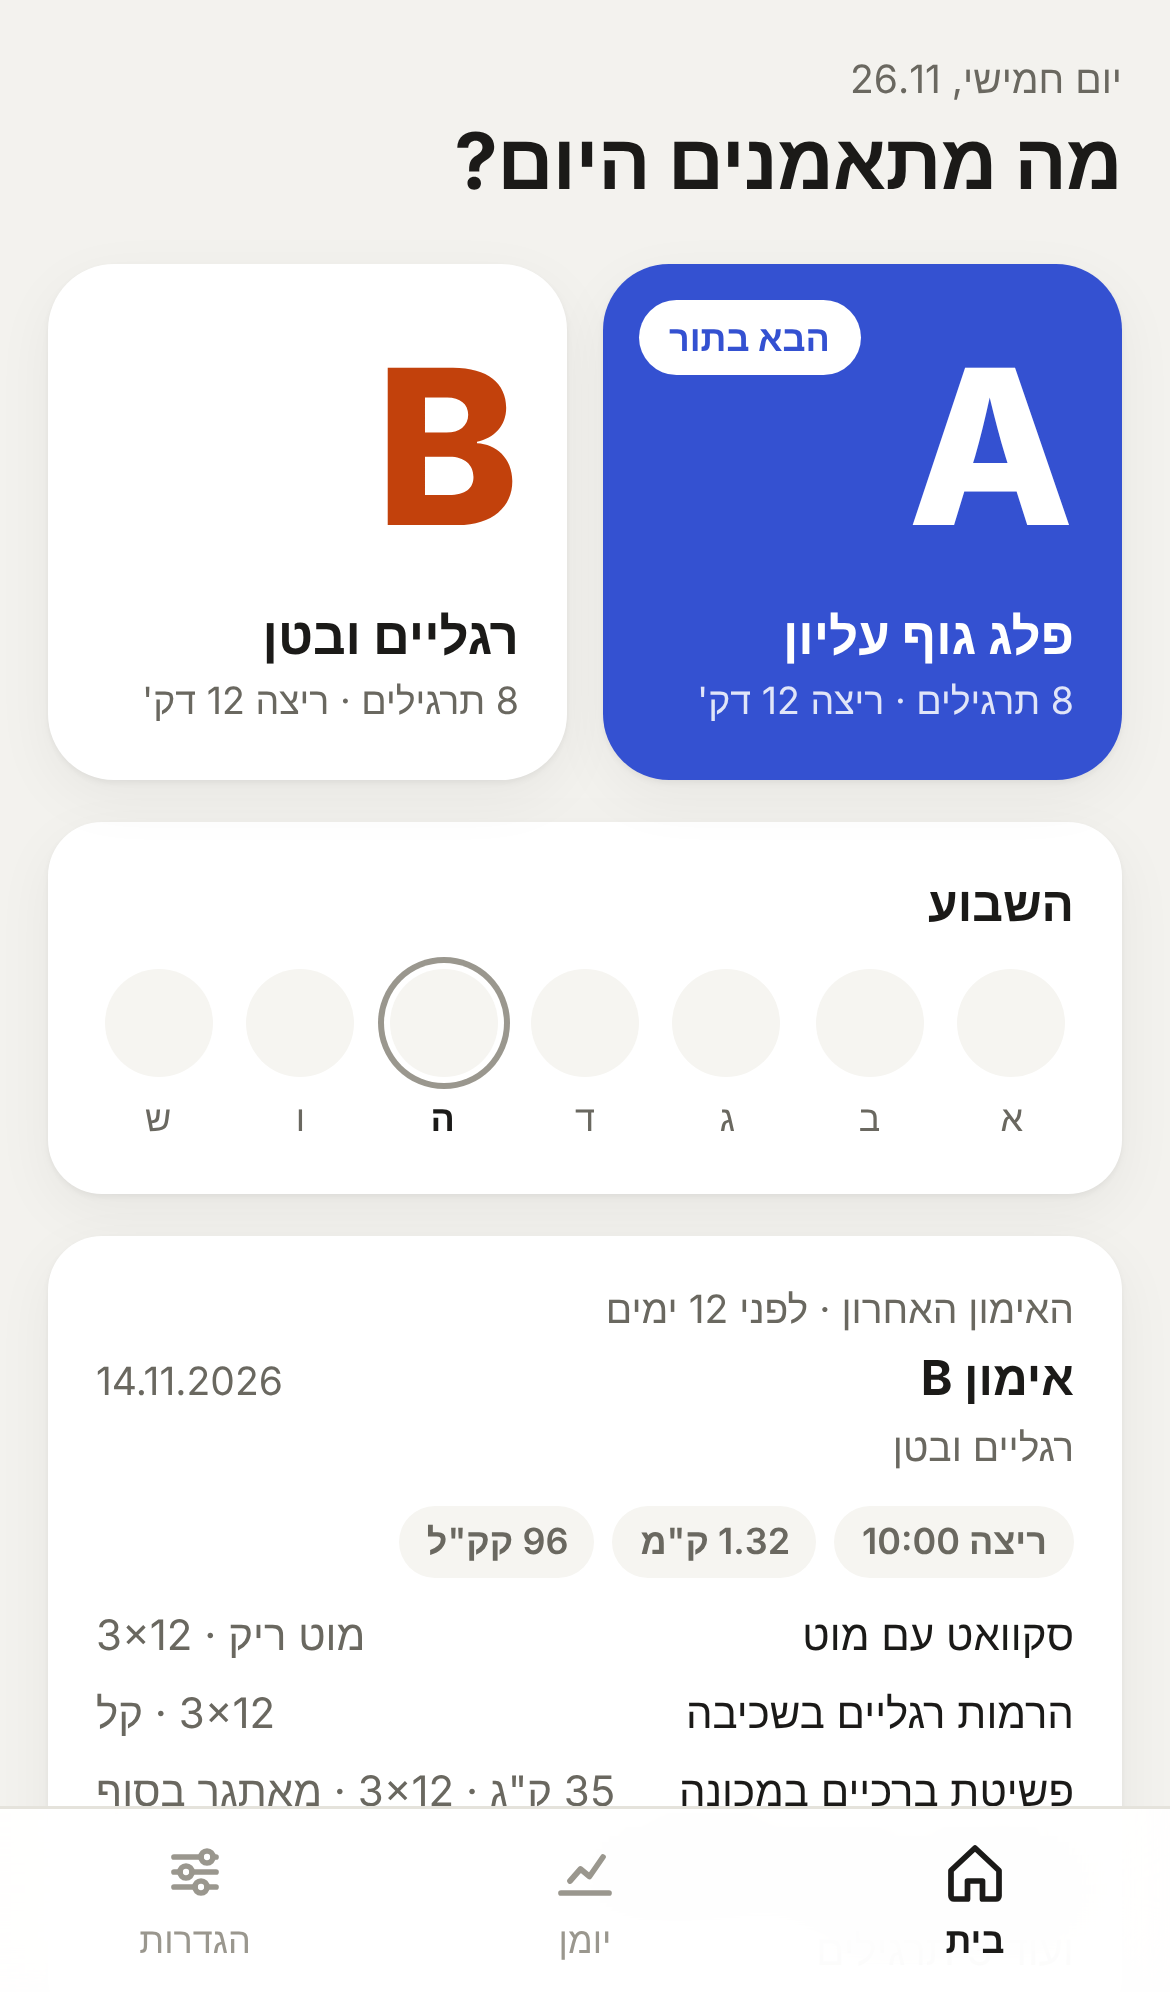 יום חמישי, 26.11
מה מתאמנים היום?
הבא בתור
A
פלג גוף עליון
8 תרגילים · ריצה 12 דק'
B
רגליים ובטן
8 תרגילים · ריצה 12 דק'
השבוע
א ב ג ד ה ו ש
האימון האחרון · לפני 12 ימים
אימון B 14.11.2026
רגליים ובטן
ריצה 10:00 1.32 ק"מ 96 קק"ל
סקוואט עם מוט מוט ריק · 3×12
הרמות רגליים בשכיבה 3×12 · קל
פשיטת ברכיים במכונה 35 ק"ג · 3×12 · מאתגר בסוף
בית יומן הגדרות